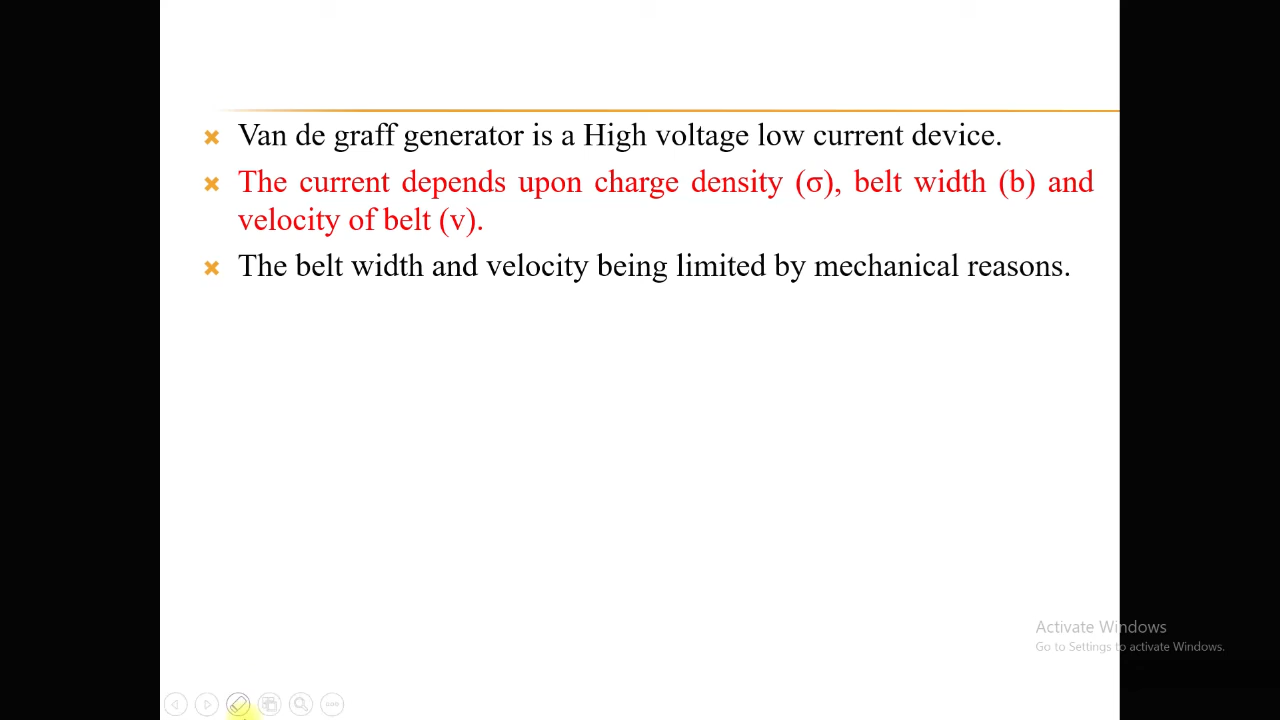 Van de graff generator is a High voltage low current device.
The current depends upon charge density (σ), belt width (b) and
velocity of belt (v).
The belt width and velocity being limited by mechanical reasons.
Activate Windows
Go to Settings to activate Windows.